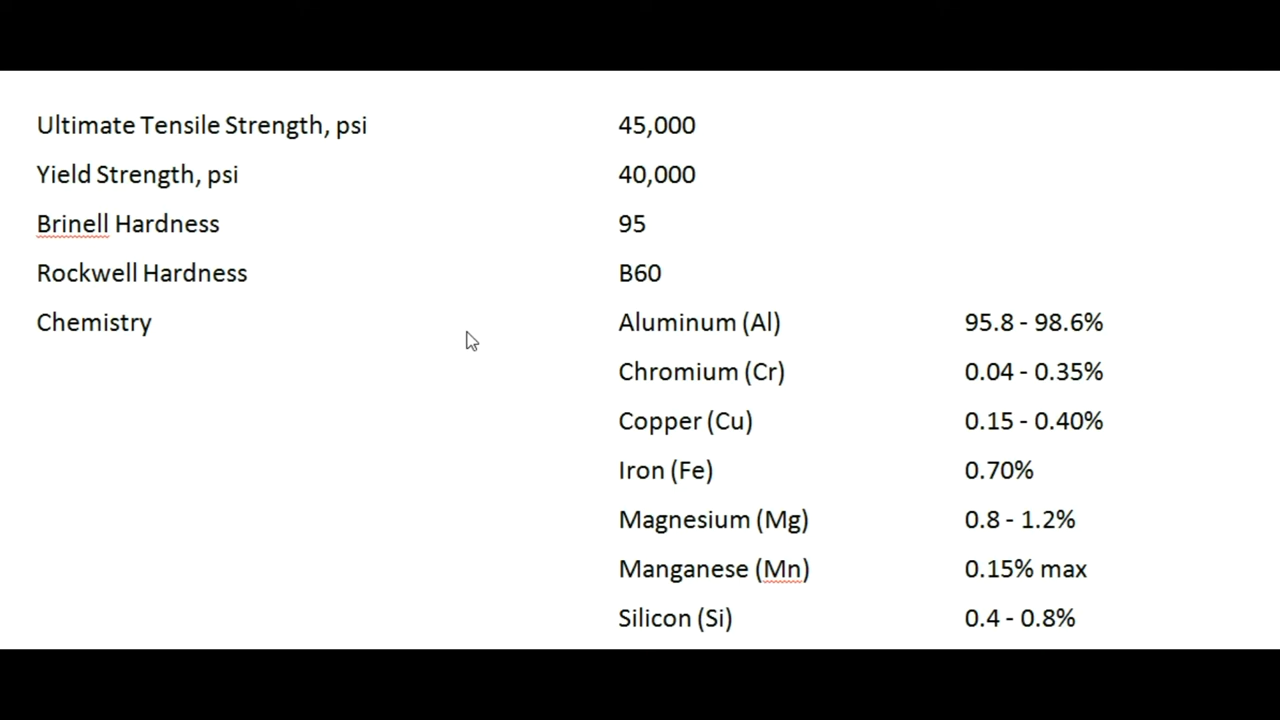 Ultimate Tensile Strength, psi 45,000
Yield Strength, psi 40,000
Brinell Hardness 95
Rockwell Hardness B60
Chemistry Aluminum (Al) 95.8 - 98.6%
Chromium (Cr) 0.04 - 0.35%
Copper (Cu) 0.15 - 0.40%
Iron (Fe) 0.70%
Magnesium (Mg) 0.8 - 1.2%
Manganese (Mn) 0.15% max
Silicon (Si) 0.4 - 0.8%